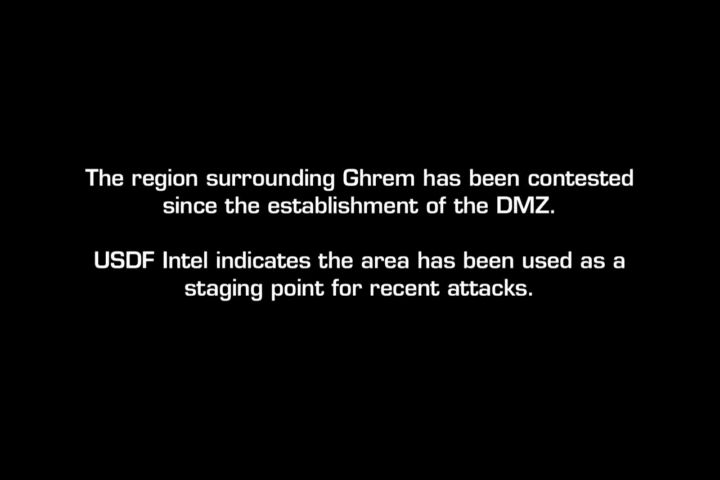 The region surrounding Ghrem has been contested
since the establishment of the DMZ.
USDF Intel indicates the area has been used as a
staging point for recent attacks.